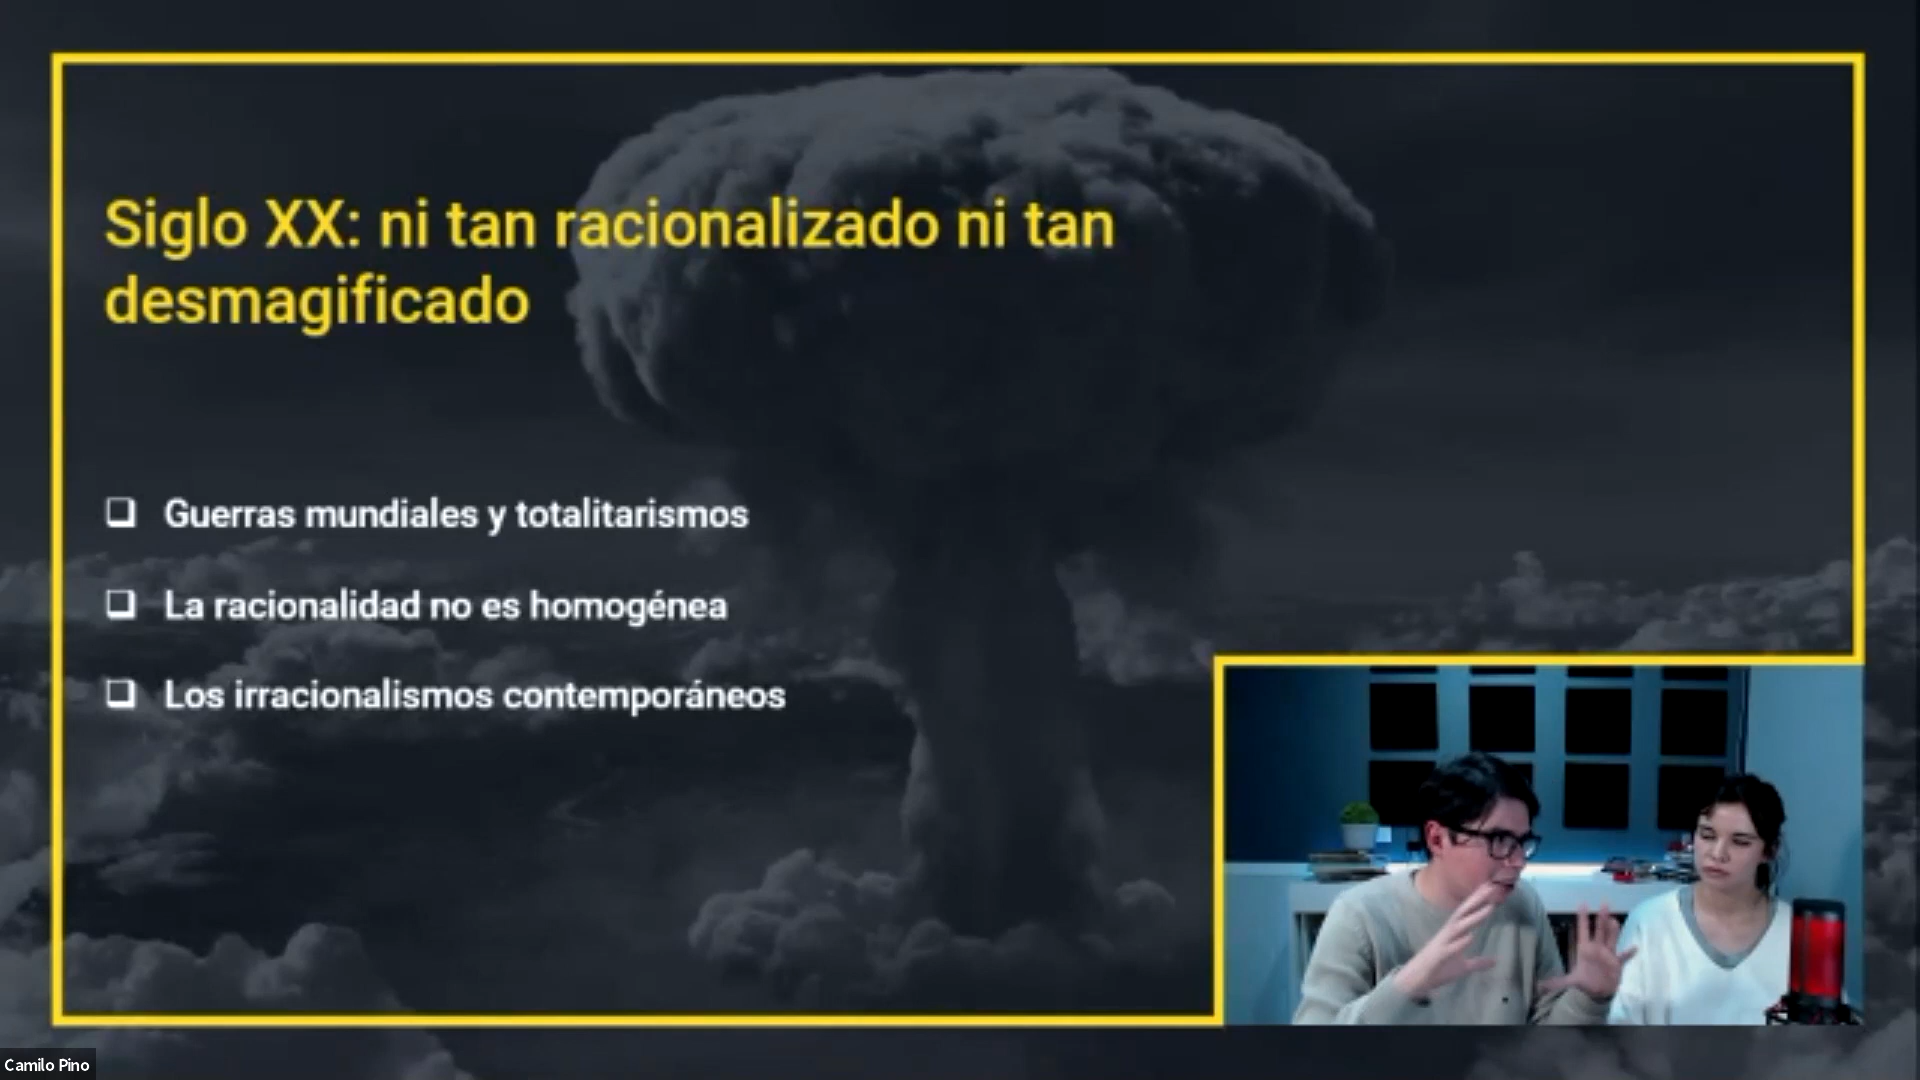 Siglo XX: ni tan racionalizado ni tan
desmagificado
Guerras mundiales y totalitarismos
La racionalidad no es homogénea
Los irracionalismos contemporáneos
Camilo Pino